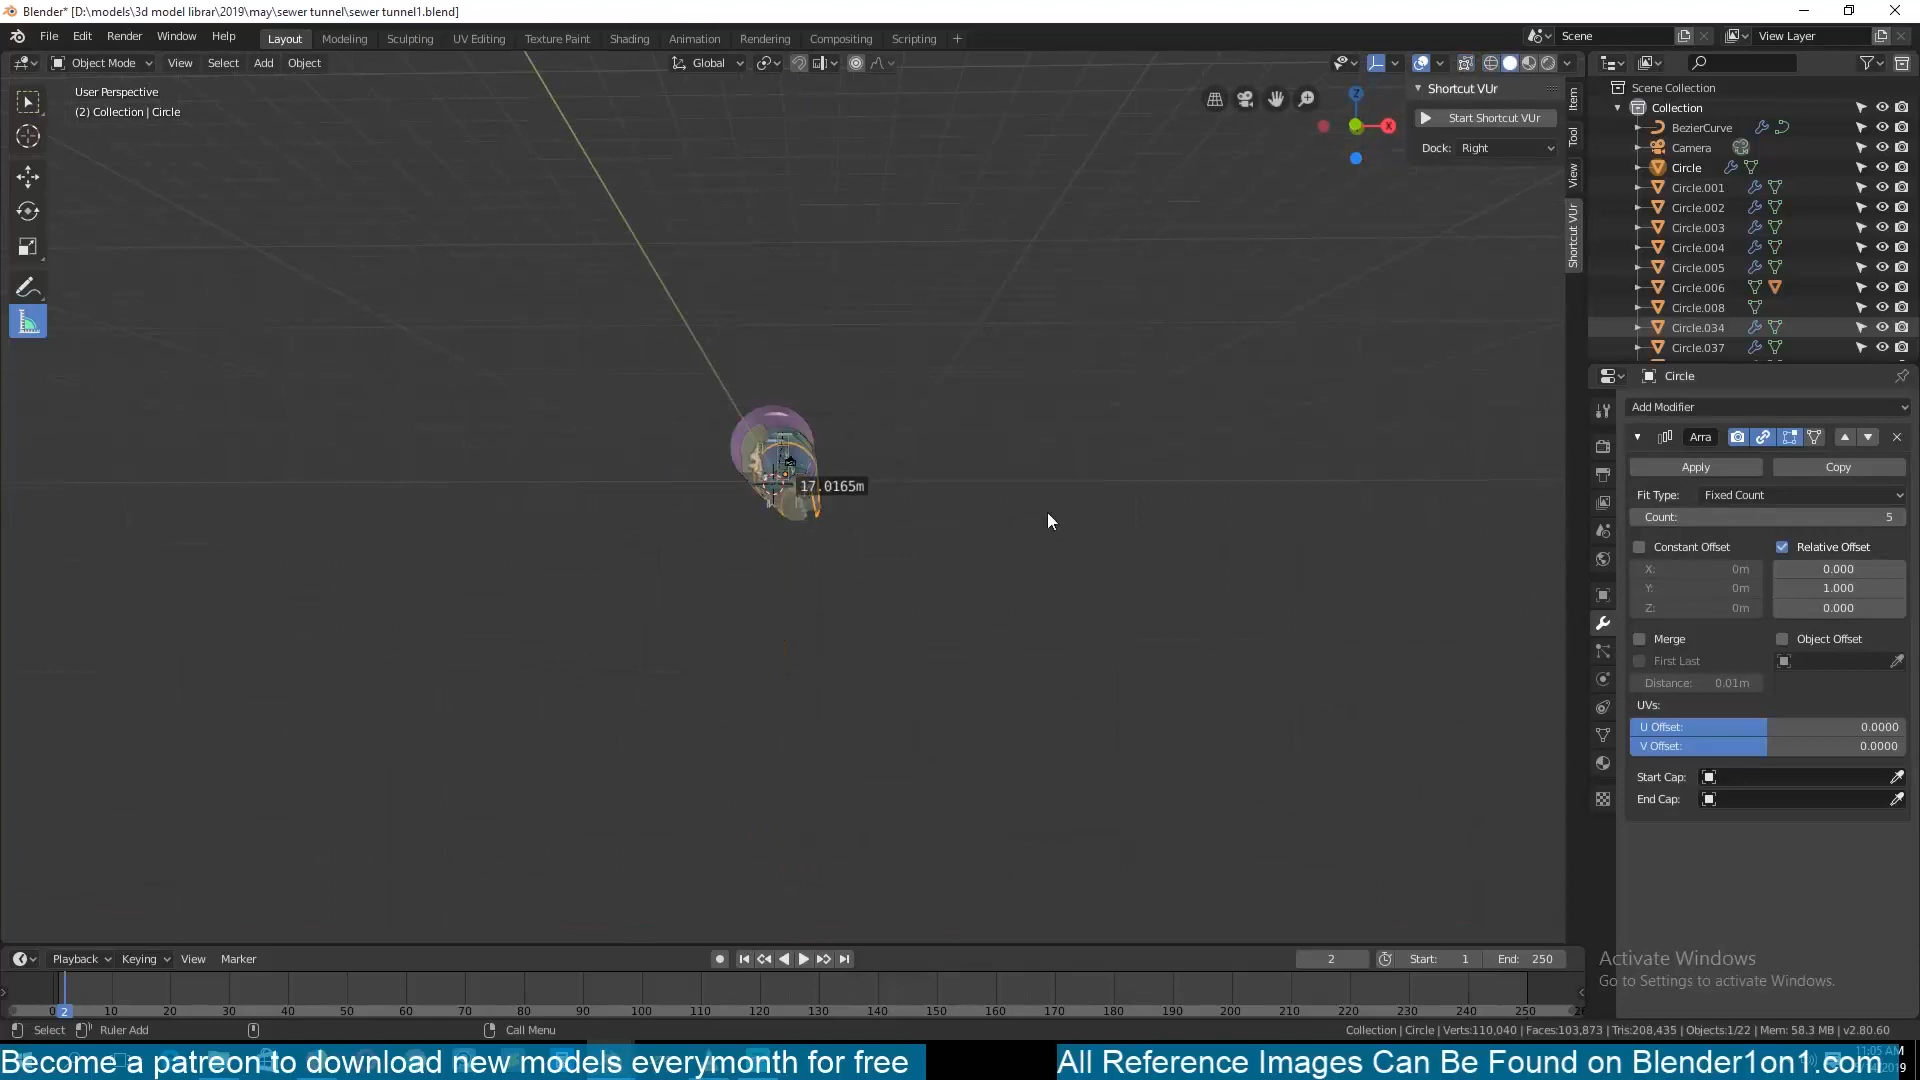 Blender* [D:\models\3d model librar\2019\may\sewer tunnel\sewer tunnel1.blend]
File Edit Render Window Help Layout Modeling Sculpting UV Editing Texture Paint Shading Animation Rendering Compositing Scripting + Scene View Layer
Object Mode View Select Add Object Global
User Perspective
(2) Collection | Circle
Z
X
Shortcut VUr
Start Shortcut VUr
Dock: Right
Item
Tool
View
Shortcut VUr
17.0165m
Scene Collection
Collection
BezierCurve
Camera
Circle
Circle.001
Circle.002
Circle.003
Circle.004
Circle.005
Circle.006
Circle.008
Circle.034
Circle.037
Circle
Add Modifier
Arra
Apply Copy
Fit Type: Fixed Count
Count: 5
Constant Offset Relative Offset
X: 0m 0.000
Y: 0m 1.000
Z: 0m 0.000
Merge Object Offset
First Last
Distance: 0.01m
UVs:
U Offset: 0.0000
V Offset: 0.0000
Start Cap:
End Cap:
Activate Windows
Go to Settings to activate Windows.
Playback Keying View Marker 2 Start: 1 End: 250
0 2 10 20 30 40 50 60 70 80 90 100 110 120 130 140 150 160 170 180 190 200 210 220 230 240 250
Select Ruler Add Call Menu Collection | Circle | Verts:110,040 | Faces:103,873 | Tris:208,435 | Objects:1/22 | Mem: 58.3 MB | v2.80.60
Become a patreon to download new models everymonth for free
All Reference Images Can Be Found on Blender1on1.com
11:05 AM